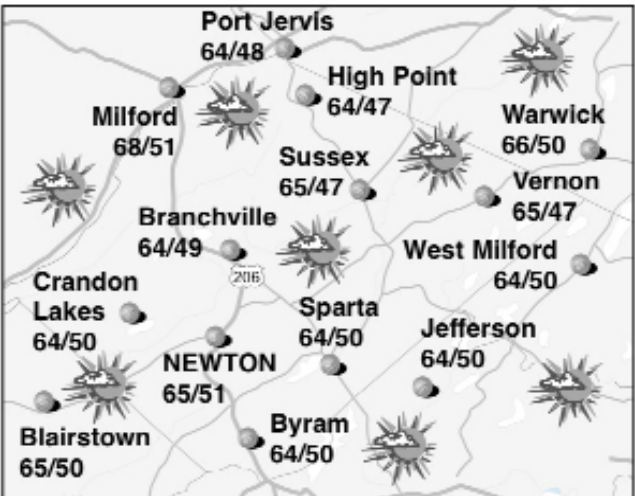 Port Jervis
64/48
High Point
64/47
Milford
68/51
Warwick
66/50
Sussex
65/47
Vernon
65/47
Branchville
64/49
West Milford
64/50
206
Crandon
Lakes
64/50
Sparta
64/50
Jefferson
64/50
NEWTON
65/51
Byram
64/50
Blairstown
65/50